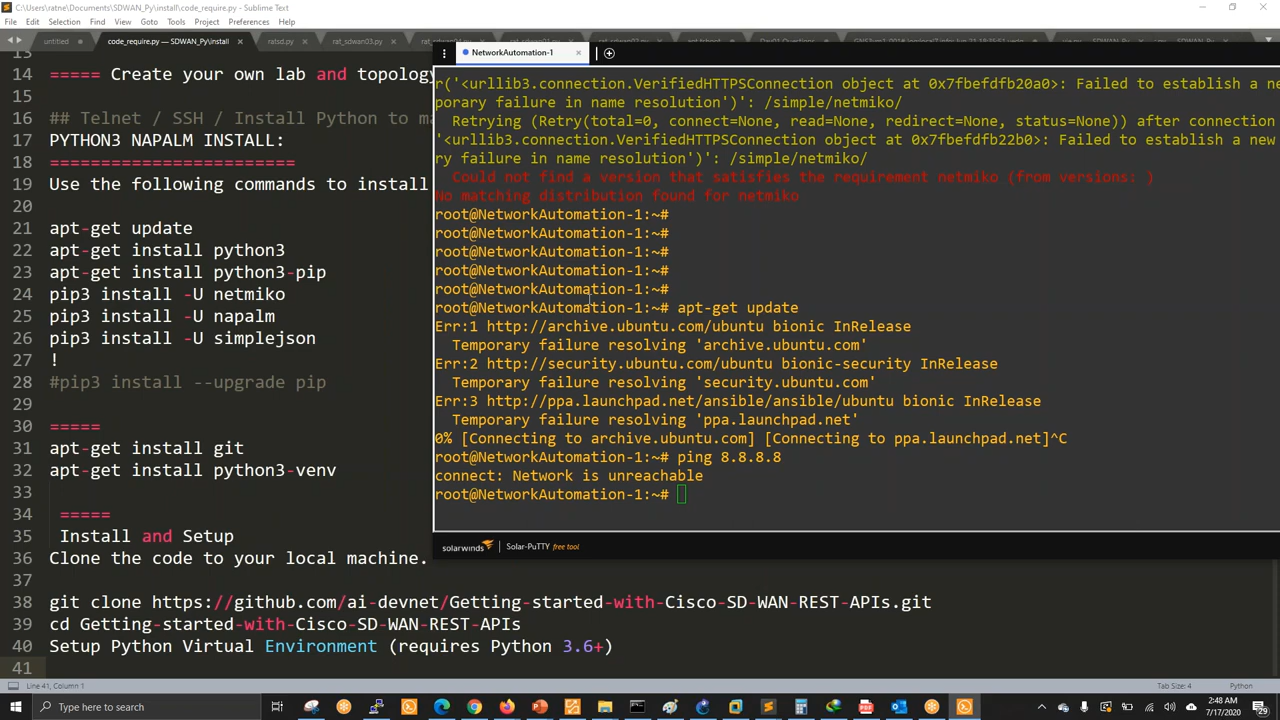 C:\Users\ratne\Documents\SDWAN_Py\install\code_require.py - Sublime Text
File Edit Selection Find View Goto Tools Project Preferences Help
untitled
code_require.py — SDWAN_Py\install
ratsd.py
rat_sdwan03.py
14 ===== Create your own lab and topology
15
16 ## Telnet / SSH / Install Python to
17 PYTHON3 NAPALM INSTALL:
18 =======================
19 Use the following commands to install
20
21 apt-get update
22 apt-get install python3
23 apt-get install python3-pip
24 pip3 install -U netmiko
25 pip3 install -U napalm
26 pip3 install -U simplejson
27 !
28 #pip3 install --upgrade pip
29
30 =====
31 apt-get install git
32 apt-get install python3-venv
33
34 =====
35 Install and Setup
36 Clone the code to your local machine.
37
38 git clone https://github.com/ai-devnet/Getting-started-with-Cisco-SD-WAN-REST-APIs.git
39 cd Getting-started-with-Cisco-SD-WAN-REST-APIs
40 Setup Python Virtual Environment (requires Python 3.6+)
41
NetworkAutomation-1
r('<urllib3.connection.VerifiedHTTPSConnection object at 0x7fbefdfb20a0>: Failed to establish a ne
porary failure in name resolution')': /simple/netmiko/
Retrying (Retry(total=0, connect=None, read=None, redirect=None, status=None)) after connection
'<urllib3.connection.VerifiedHTTPSConnection object at 0x7fbefdfb22b0>: Failed to establish a new
ry failure in name resolution')': /simple/netmiko/
Could not find a version that satisfies the requirement netmiko (from versions: )
No matching distribution found for netmiko
root@NetworkAutomation-1:~#
root@NetworkAutomation-1:~#
root@NetworkAutomation-1:~#
root@NetworkAutomation-1:~#
root@NetworkAutomation-1:~#
root@NetworkAutomation-1:~# apt-get update
Err:1 http://archive.ubuntu.com/ubuntu bionic InRelease
Temporary failure resolving 'archive.ubuntu.com'
Err:2 http://security.ubuntu.com/ubuntu bionic-security InRelease
Temporary failure resolving 'security.ubuntu.com'
Err:3 http://ppa.launchpad.net/ansible/ansible/ubuntu bionic InRelease
Temporary failure resolving 'ppa.launchpad.net'
0% [Connecting to archive.ubuntu.com] [Connecting to ppa.launchpad.net]^C
root@NetworkAutomation-1:~# ping 8.8.8.8
connect: Network is unreachable
root@NetworkAutomation-1:~#
solarwinds Solar-PuTTY free tool
Line 41, Column 1
Tab Size: 4 Python
Type here to search
2:48 AM
7/17/2020
29